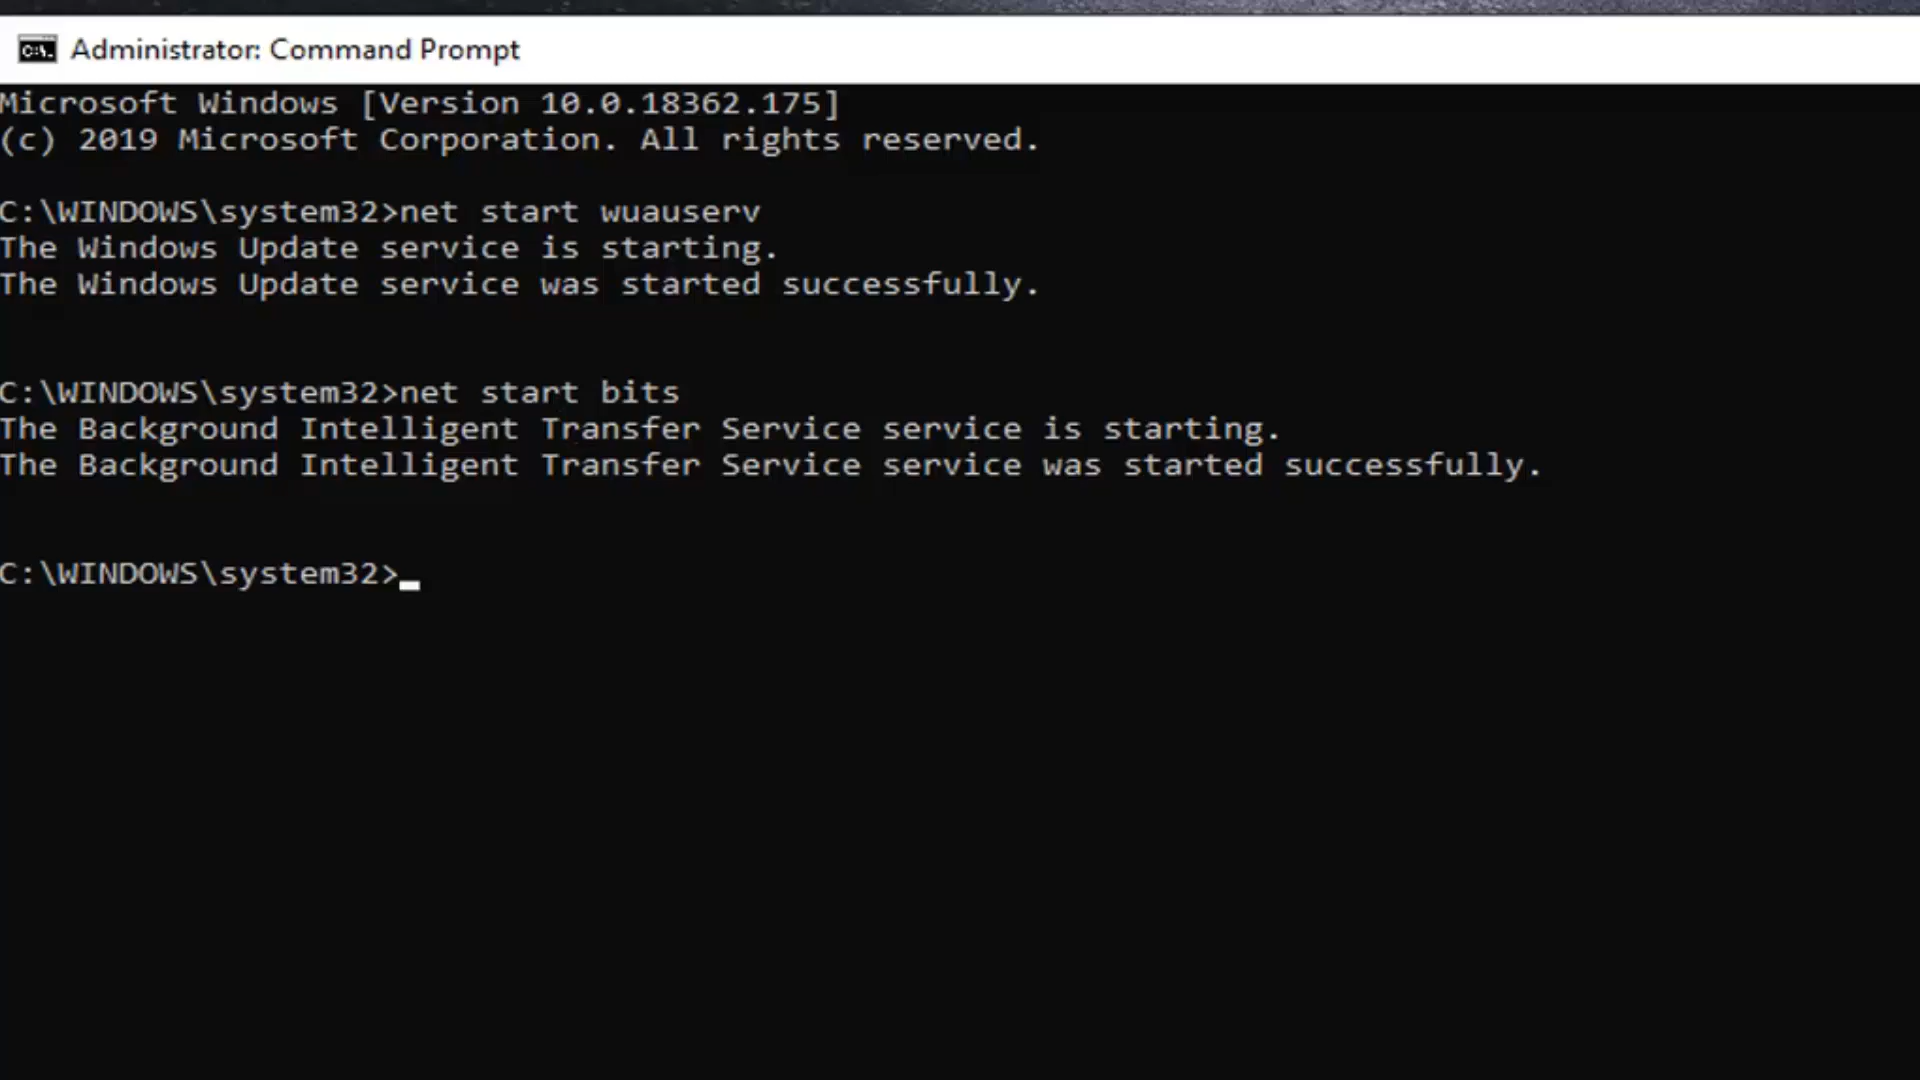 Administrator: Command Prompt
Microsoft Windows [Version 10.0.18362.175]
(c) 2019 Microsoft Corporation. All rights reserved.
C:\WINDOWS\system32>net start wuauserv
The Windows Update service is starting.
The Windows Update service was started successfully.
C:\WINDOWS\system32>net start bits
The Background Intelligent Transfer Service service is starting.
The Background Intelligent Transfer Service service was started successfully.
C:\WINDOWS\system32>